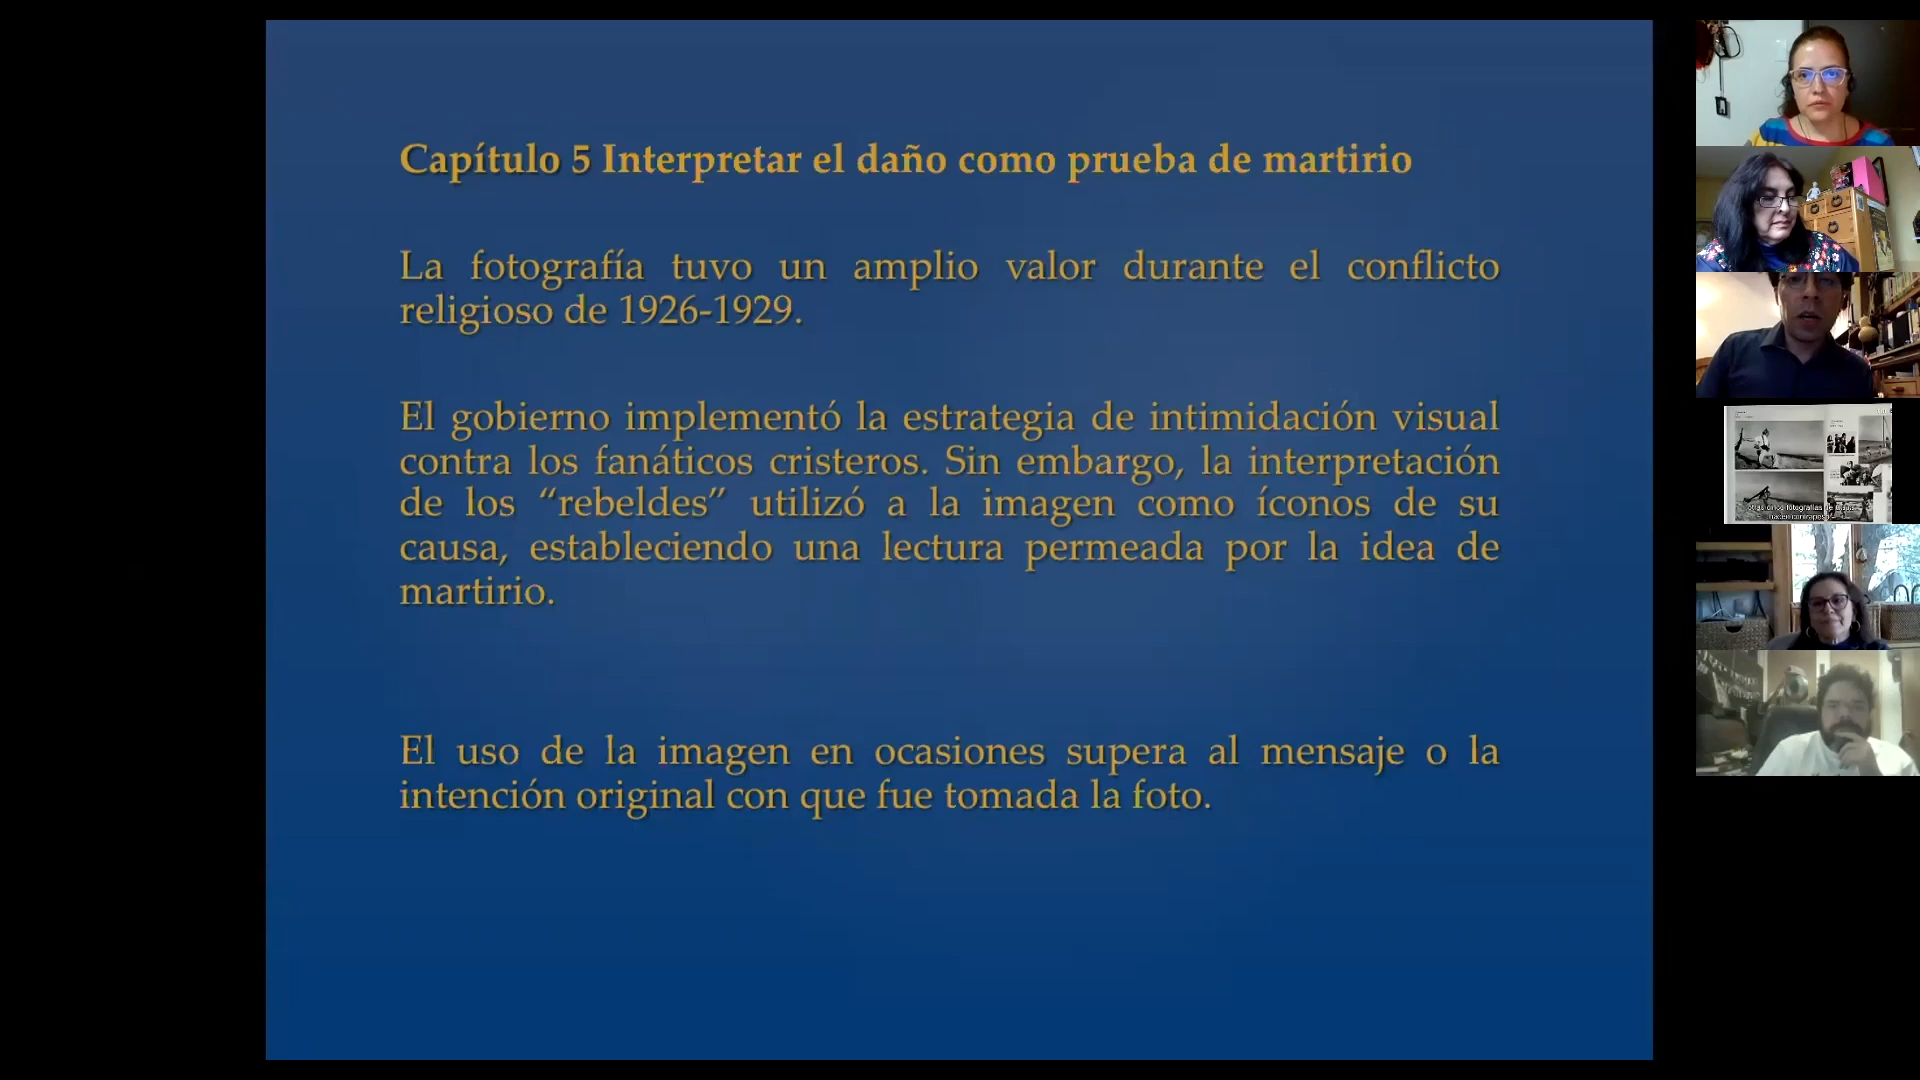 Capítulo 5 Interpretar el daño como prueba de martirio
La fotografía tuvo un amplio valor durante el conflicto
religioso de 1926-1929.
El gobierno implementó la estrategia de intimidación visual
contra los fanáticos cristeros. Sin embargo, la interpretación
de los “rebeldes” utilizó a la imagen como íconos de su
causa, estableciendo una lectura permeada por la idea de
martirio.
El uso de la imagen en ocasiones supera al mensaje o la
intención original con que fue tomada la foto.